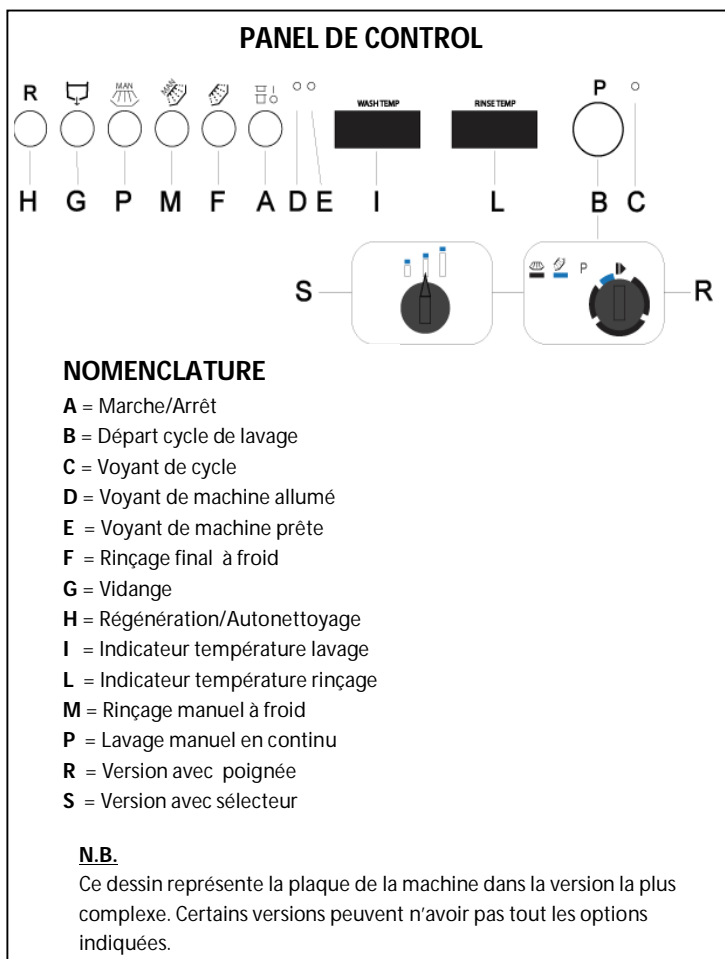 PANEL DE CONTROL
R MAN MAN WASH TEMP RINSE TEMP P
H G P M F A D E I L B C
S P R
NOMENCLATURE
A = Marche/Arrêt
B = Départ cycle de lavage
C = Voyant de cycle
D = Voyant de machine allumé
E = Voyant de machine prête
F = Rinçage final à froid
G = Vidange
H = Régénération/Autonettoyage
I = Indicateur température lavage
L = Indicateur température rinçage
M = Rinçage manuel à froid
P = Lavage manuel en continu
R = Version avec poignée
S = Version avec sélecteur
N.B.
Ce dessin représente la plaque de la machine dans la version la plus
complexe. Certains versions peuvent n’avoir pas tout les options
indiquées.